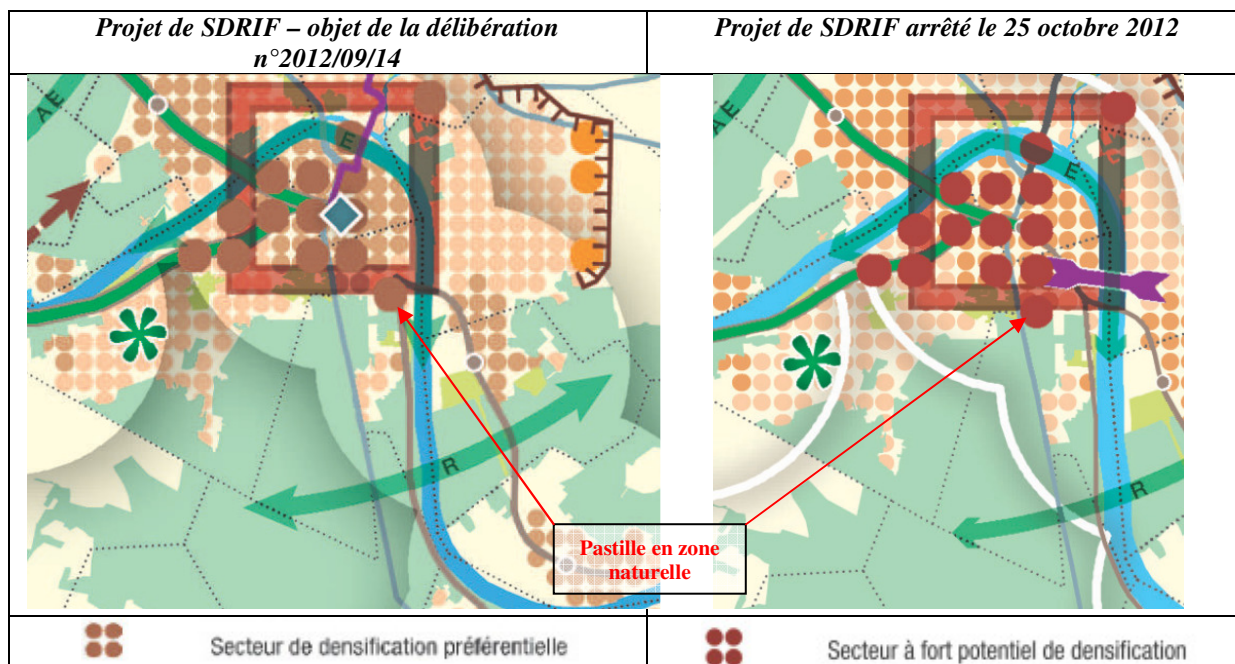 Projet de SDRIF – objet de la délibération
n°2012/09/14
Projet de SDRIF arrêté le 25 octobre 2012
AE
E
R
AE
E
R
Pastille en zone
naturelle
Secteur de densification préférentielle
Secteur à fort potentiel de densification